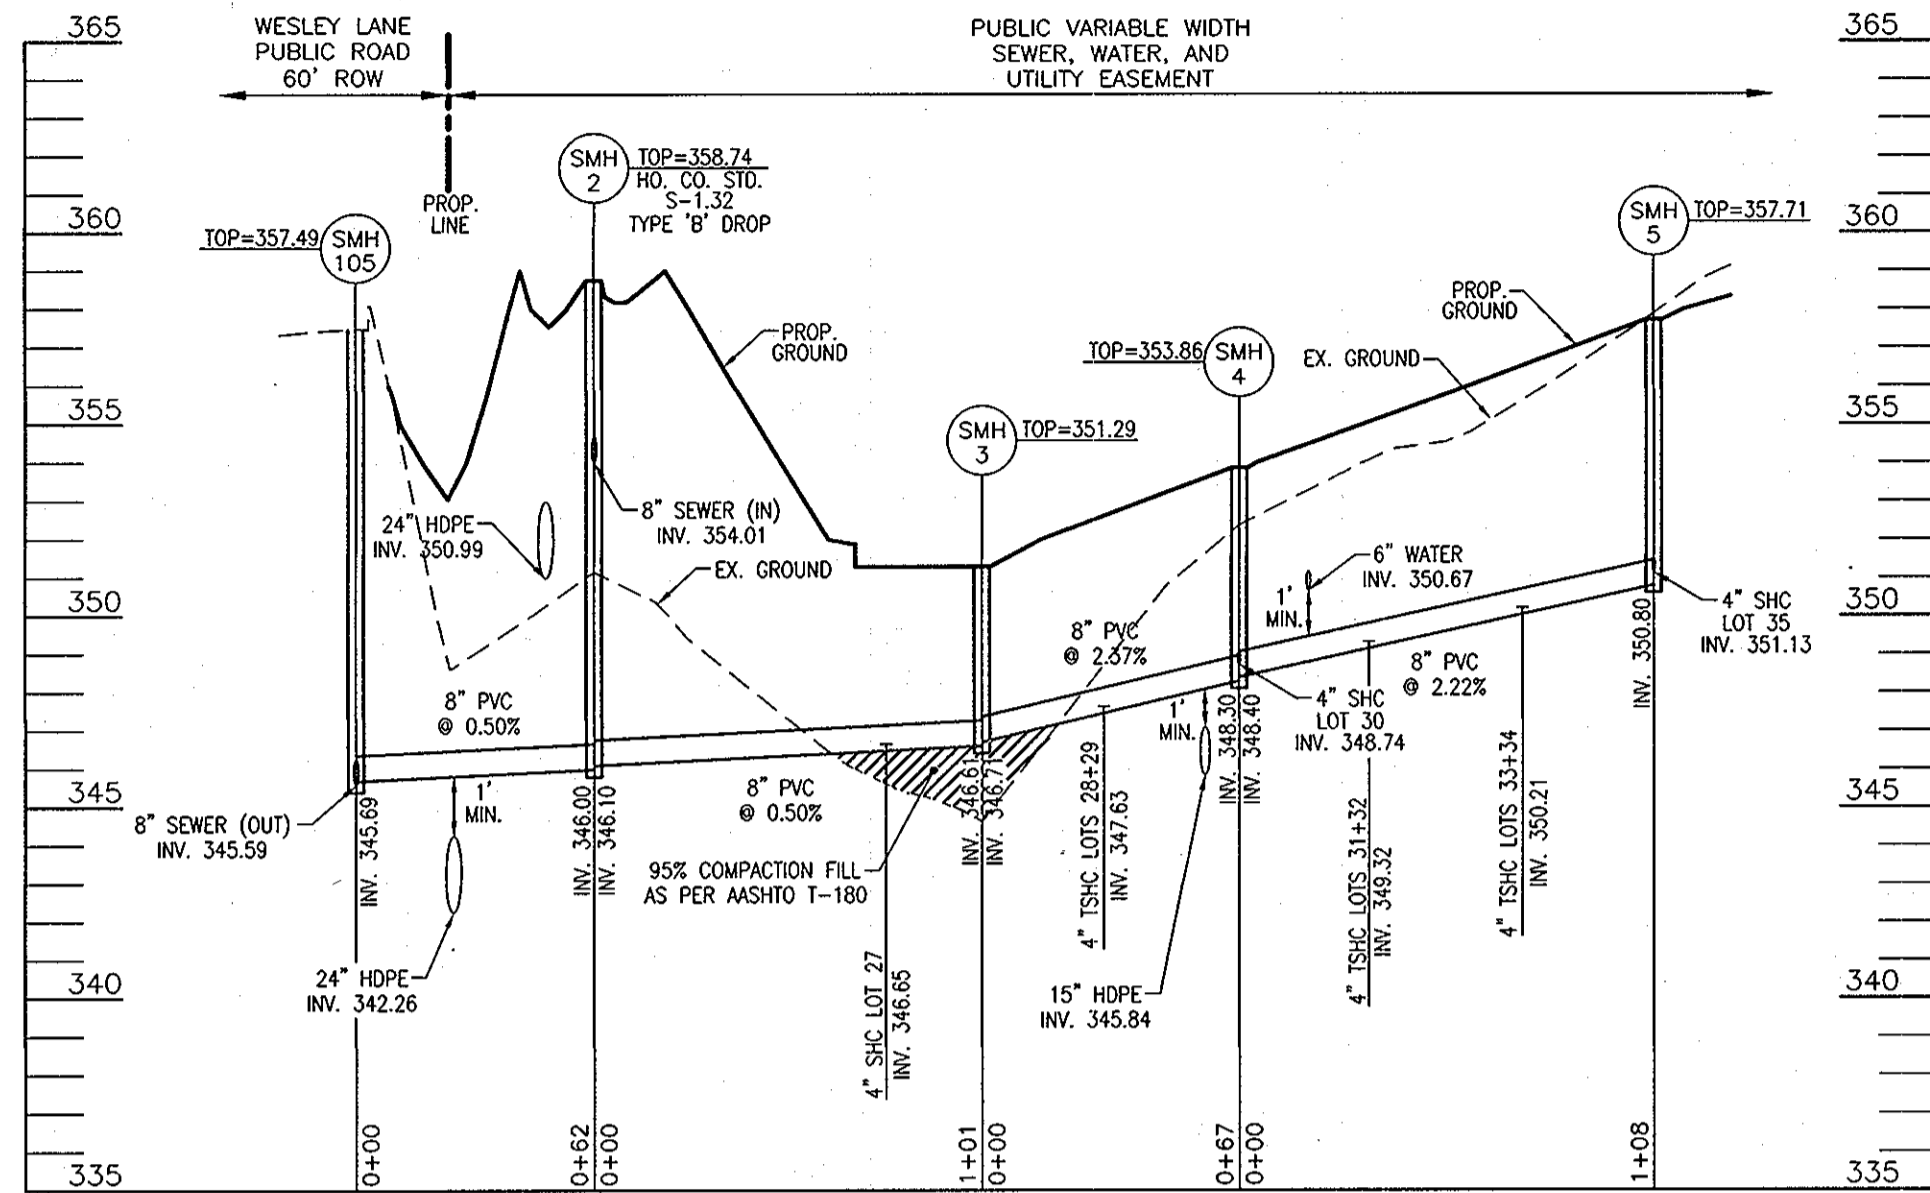 365
WESLEY LANE
PUBLIC ROAD
60' ROW
PUBLIC VARIABLE WIDTH
SEWER, WATER, AND
UTILITY EASEMENT
365
PROP.
LINE
SMH
2
TOP=358.74
HO. CO. STD.
S-1.32
TYPE 'B' DROP
360
TOP=357.49
SMH
105
SMH
5
TOP=357.71
360
PROP.
GROUND
PROP.
GROUND
TOP=353.86
SMH
4
EX. GROUND
355
SMH
3
TOP=351.29
355
24" HDPE
INV. 350.99
8" SEWER (IN)
INV. 354.01
EX. GROUND
6" WATER
INV. 350.67
1'
MIN.
350
350
8" PVC
@ 2.37%
4" SHC
LOT 35
INV. 351.13
INV. 350.80
8" PVC
@ 0.50%
8" PVC
@ 2.22%
4" SHC
LOT 30
INV. 348.74
1'
MIN.
INV. 348.30
INV. 348.40
345
8" SEWER (OUT)
INV. 345.59
INV. 345.69
1'
MIN.
INV. 346.00
INV. 346.10
8" PVC
@ 0.50%
INV. 346.61
INV. 346.71
345
95% COMPACTION FILL
AS PER AASHTO T-180
4" TSHC LOTS 28+29
INV. 347.63
4" TSHC LOTS 31+32
INV. 349.32
4" TSHC LOTS 33+34
INV. 350.21
340
24" HDPE
INV. 342.26
4" SHC LOT 27
INV. 346.65
15" HDPE
INV. 345.84
340
335
0+00
0+62
0+00
1+01
0+00
0+67
0+00
1+08
335